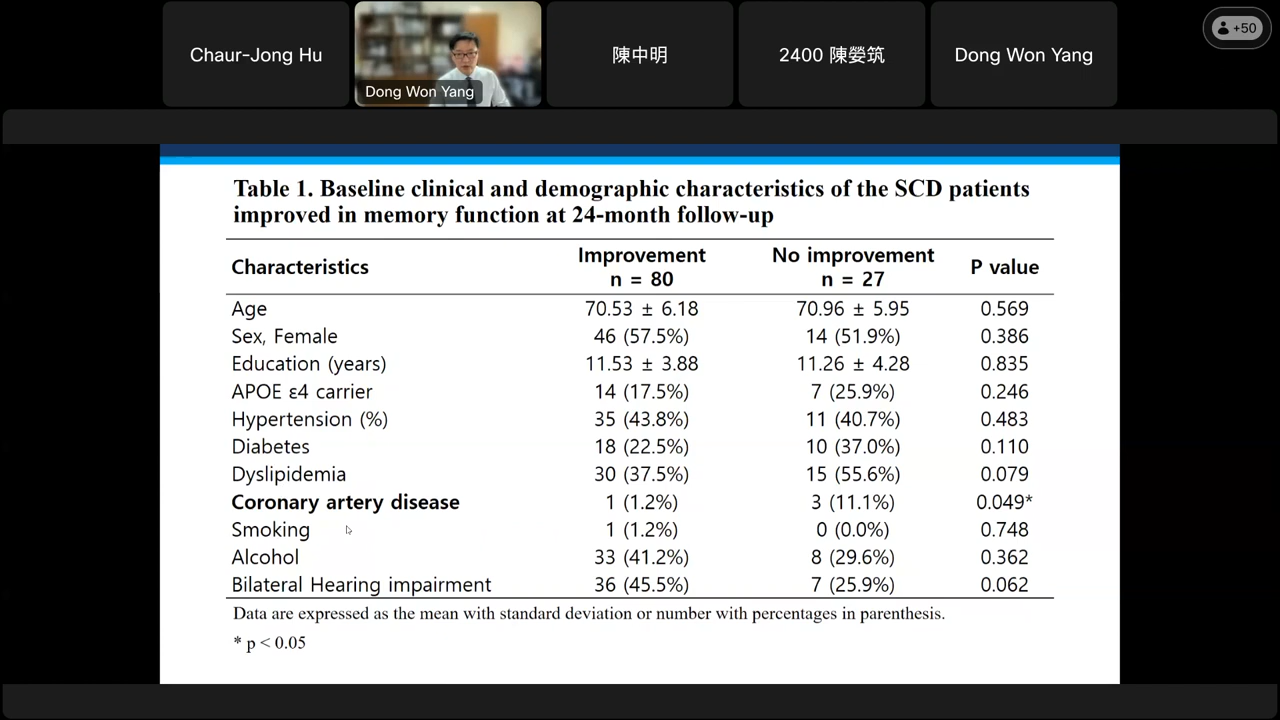 Chaur-Jong Hu
Dong Won Yang
陳中明
2400 陳嫈筑
Dong Won Yang
+50
Table 1. Baseline clinical and demographic characteristics of the SCD patients
improved in memory function at 24-month follow-up
Characteristics Improvement n = 80 No improvement n = 27 P value
Age 70.53 ± 6.18 70.96 ± 5.95 0.569
Sex, Female 46 (57.5%) 14 (51.9%) 0.386
Education (years) 11.53 ± 3.88 11.26 ± 4.28 0.835
APOE ε4 carrier 14 (17.5%) 7 (25.9%) 0.246
Hypertension (%) 35 (43.8%) 11 (40.7%) 0.483
Diabetes 18 (22.5%) 10 (37.0%) 0.110
Dyslipidemia 30 (37.5%) 15 (55.6%) 0.079
Coronary artery disease 1 (1.2%) 3 (11.1%) 0.049*
Smoking 1 (1.2%) 0 (0.0%) 0.748
Alcohol 33 (41.2%) 8 (29.6%) 0.362
Bilateral Hearing impairment 36 (45.5%) 7 (25.9%) 0.062
Data are expressed as the mean with standard deviation or number with percentages in parenthesis.
* p < 0.05